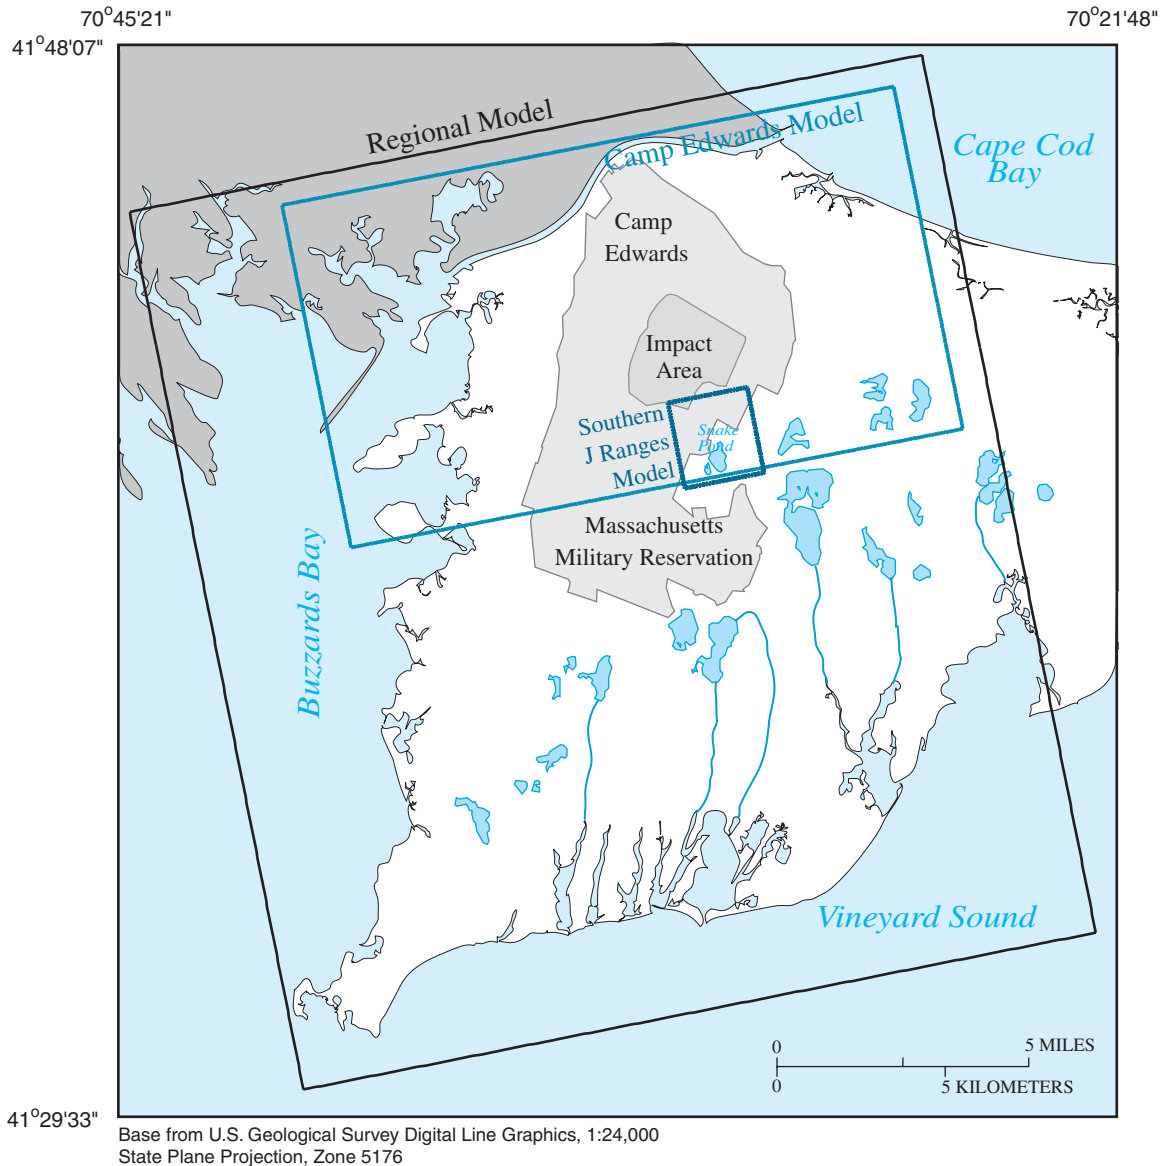 70°45'21"
70°21'48"
41°48'07"
Regional Model
Camp Edwards Model
Cape Cod
Bay
Camp
Edwards
Impact
Area
Southern
J Ranges
Model
Snake
Pond
Massachusetts
Military Reservation
Buzzards Bay
Vineyard Sound
0
5 MILES
0
5 KILOMETERS
41°29'33"
Base from U.S. Geological Survey Digital Line Graphics, 1:24,000
State Plane Projection, Zone 5176